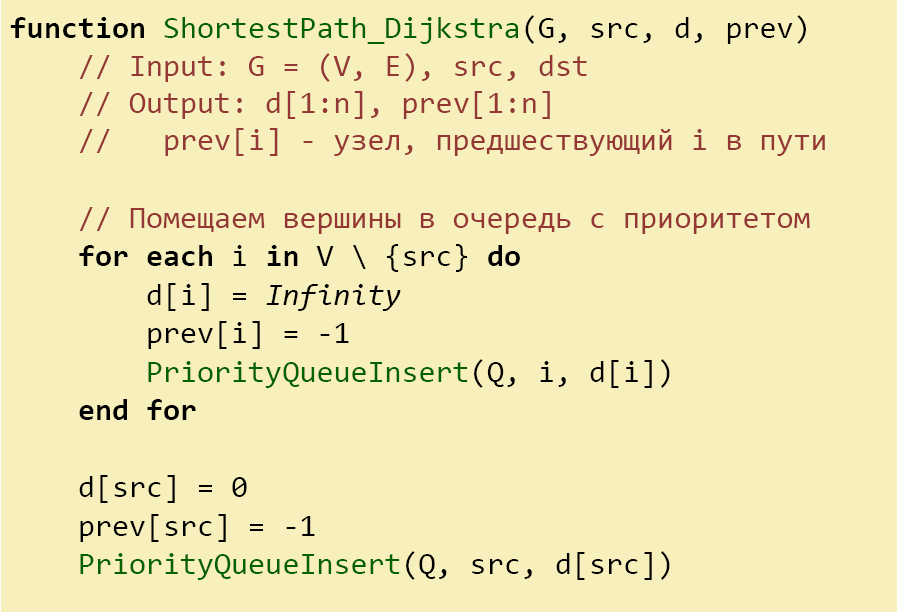 function ShortestPath_Dijkstra(G, src, d, prev)
    // Input: G = (V, E), src, dst
    // Output: d[1:n], prev[1:n]
    //   prev[i] - узел, предшествующий i в пути
    // Помещаем вершины в очередь с приоритетом
    for each i in V \ {src} do
        d[i] = Infinity
        prev[i] = -1
        PriorityQueueInsert(Q, i, d[i])
    end for
    d[src] = 0
    prev[src] = -1
    PriorityQueueInsert(Q, src, d[src])